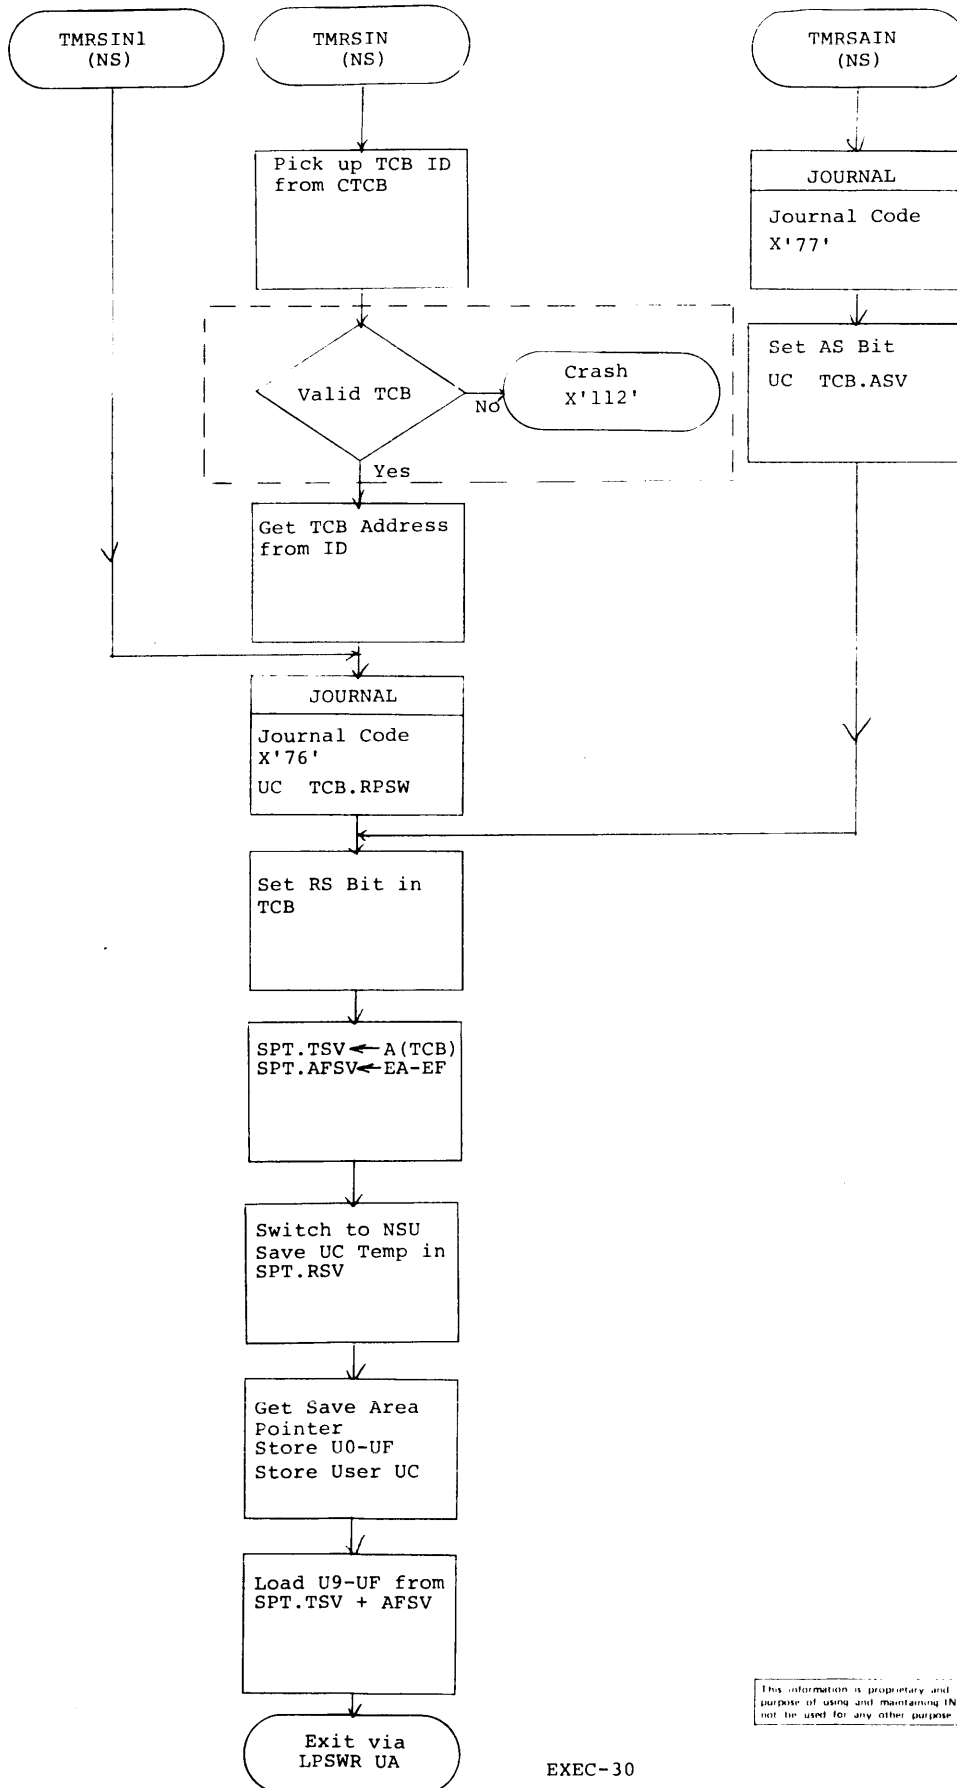 TMRSIN1
(NS)
TMRSIN
(NS)
TMRSAIN
(NS)
Pick up TCB ID
from CTCB
JOURNAL
Journal Code
X'77'
Valid TCB
No
Crash
X'112'
Yes
Set AS Bit
UC TCB.ASV
Get TCB Address
from ID
JOURNAL
Journal Code
X'76'
UC TCB.RPSW
Set RS Bit in
TCB
SPT.TSV ← A(TCB)
SPT.AFSV ← EA-EF
Switch to NSU
Save UC Temp in
SPT.RSV
Get Save Area
Pointer
Store U0-UF
Store User UC
Load U9-UF from
SPT.TSV + AFSV
Exit via
LPSWR UA
This information is proprietary and
purpose of using and maintaining IN
not be used for any other purpose
EXEC-30